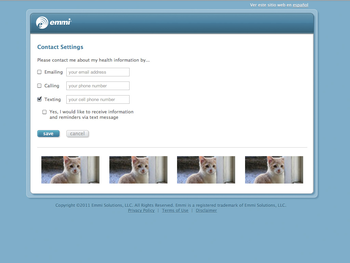 Ver este sitio web en español
emmi
Contact Settings
Please contact me about my health information by...
Emailing your email address
Calling your phone number
Texting your cell phone number
Yes, I would like to receive information
and reminders via text message
save cancel
Copyright ©2011 Emmi Solutions, LLC. All Rights Reserved. Emmi is a registered trademark of Emmi Solutions, LLC.
Privacy Policy | Terms of Use | Disclaimer